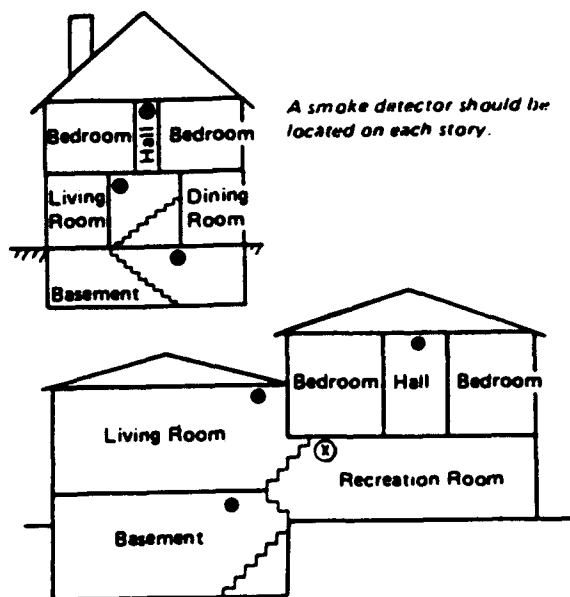 A smoke detector should be
located on each story.
Bedroom Hall Bedroom
Living Room
Dining Room
Basement
Bedroom Hall Bedroom
Living Room
X
Recreation Room
Basement